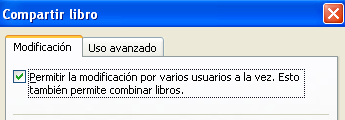 Compartir libro
Modificación Uso avanzado
Permitir la modificación por varios usuarios a la vez. Esto
también permite combinar libros.